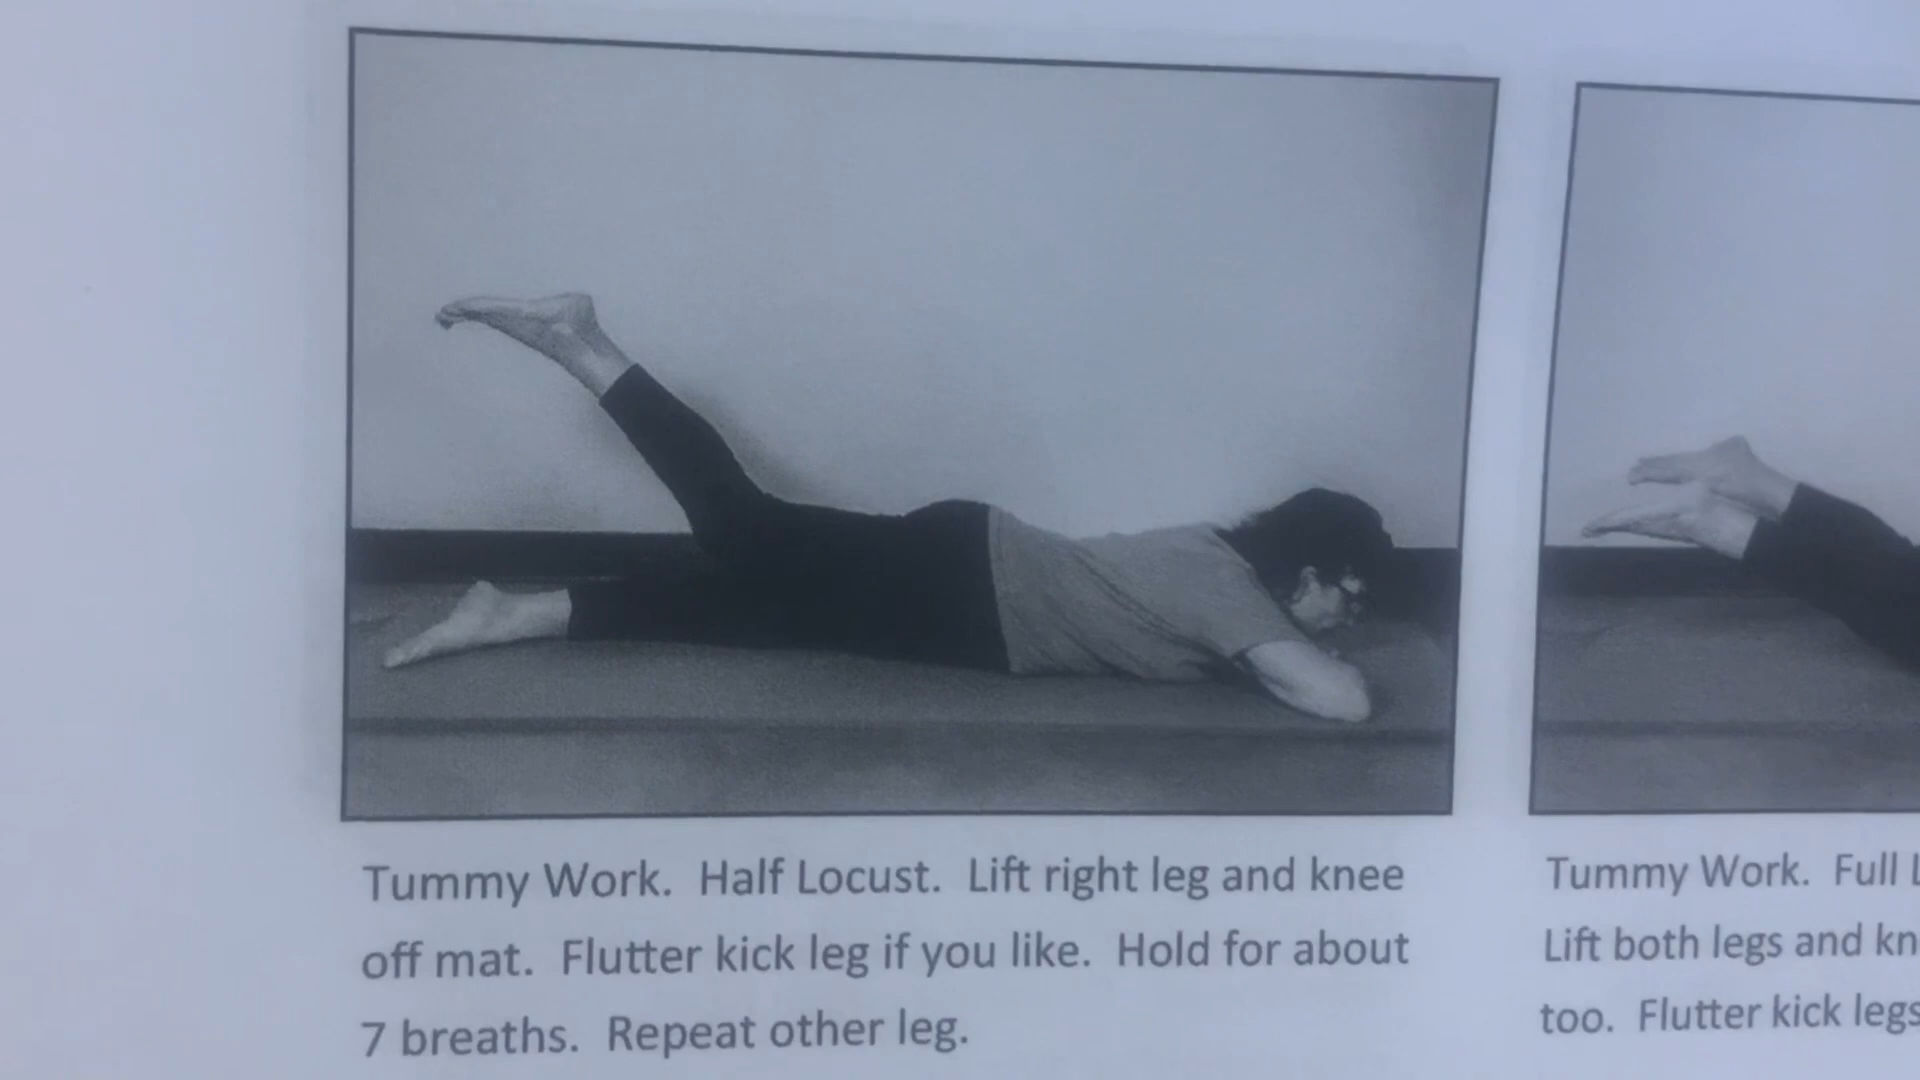 Tummy Work. Half Locust. Lift right leg and knee
off mat. Flutter kick leg if you like. Hold for about
7 breaths. Repeat other leg.
Tummy Work. Full
Lift both legs and
too. Flutter kick legs